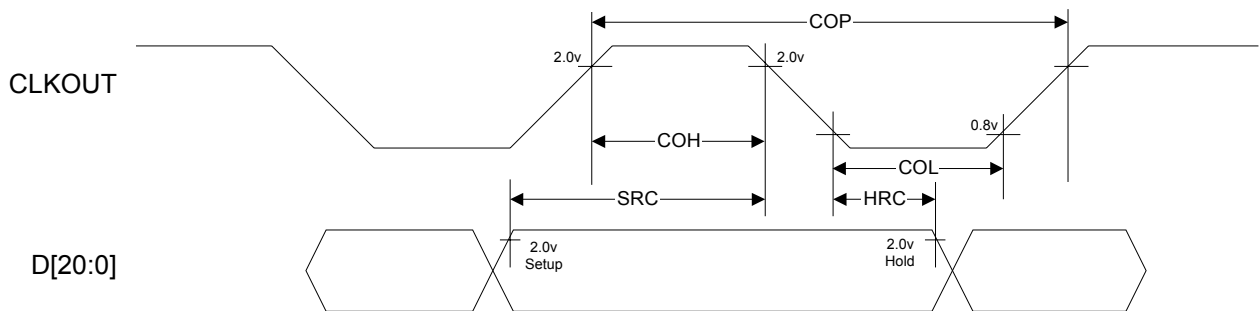 COP
2.0v
2.0v
CLKOUT
0.8v
COH
COL
SRC
HRC
2.0v
Setup
2.0v
Hold
D[20:0]